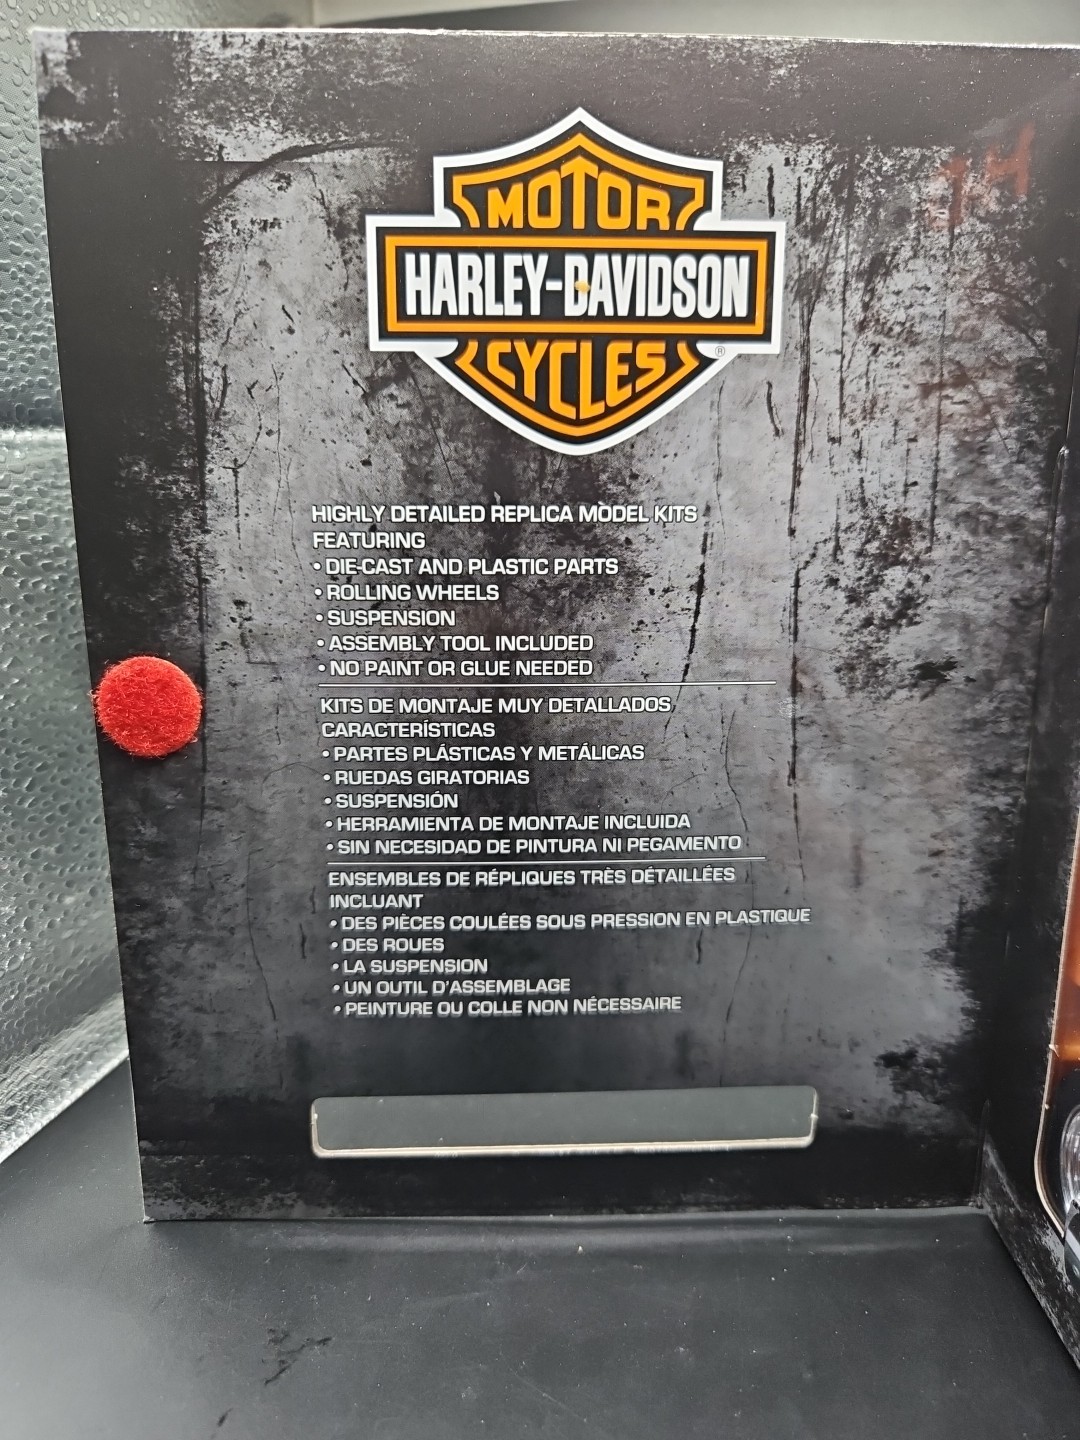 MOTOR
HARLEY-DAVIDSON
CYCLES
®
HIGHLY DETAILED REPLICA MODEL KITS
FEATURING
• DIE-CAST AND PLASTIC PARTS
• ROLLING WHEELS
• SUSPENSION
• ASSEMBLY TOOL INCLUDED
• NO PAINT OR GLUE NEEDED
KITS DE MONTAJE MUY DETALLADOS
CARACTERÍSTICAS
• PARTES PLÁSTICAS Y METÁLICAS
• RUEDAS GIRATORIAS
• SUSPENSIÓN
• HERRAMIENTA DE MONTAJE INCLUIDA
• SIN NECESIDAD DE PINTURA NI PEGAMENTO
ENSEMBLES DE RÉPLIQUES TRÈS DÉTAILLÉES
INCLUANT
• DES PIÈCES COULÉES SOUS PRESSION EN PLASTIQUE
• DES ROUES
• LA SUSPENSION
• UN OUTIL D'ASSEMBLAGE
• PEINTURE OU COLLE NON NÉCESSAIRE